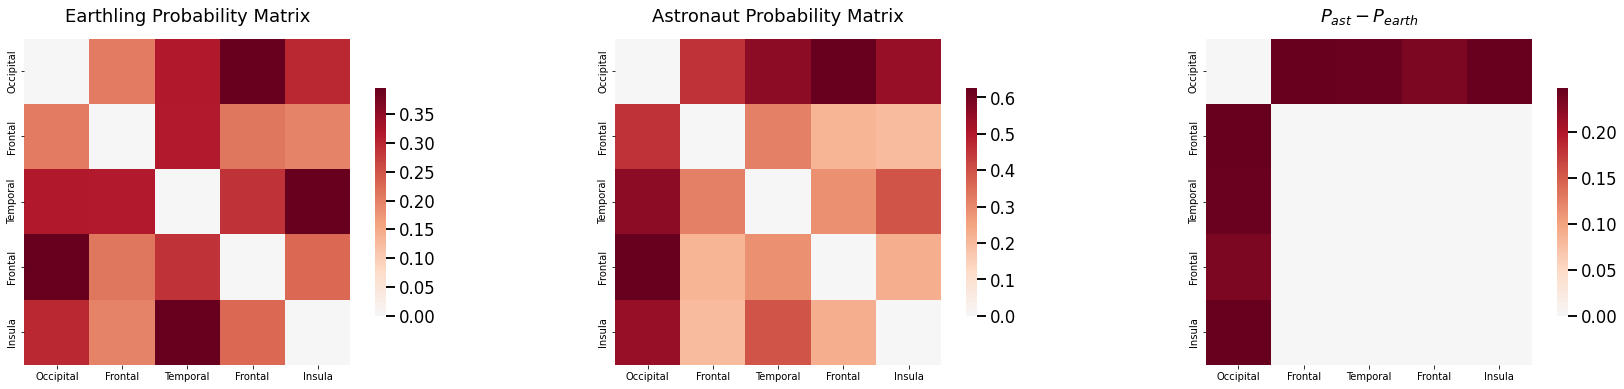 Earthling Probability Matrix
Occipital
Frontal
Temporal
Frontal
Insula
Occipital Frontal Temporal Frontal Insula
0.35
0.30
0.25
0.20
0.15
0.10
0.05
0.00
Astronaut Probability Matrix
Occipital
Frontal
Temporal
Frontal
Insula
Occipital Frontal Temporal Frontal Insula
0.6
0.5
0.4
0.3
0.2
0.1
0.0
P_ast − P_earth
Occipital
Frontal
Temporal
Frontal
Insula
Occipital Frontal Temporal Frontal Insula
0.20
0.15
0.10
0.05
0.00